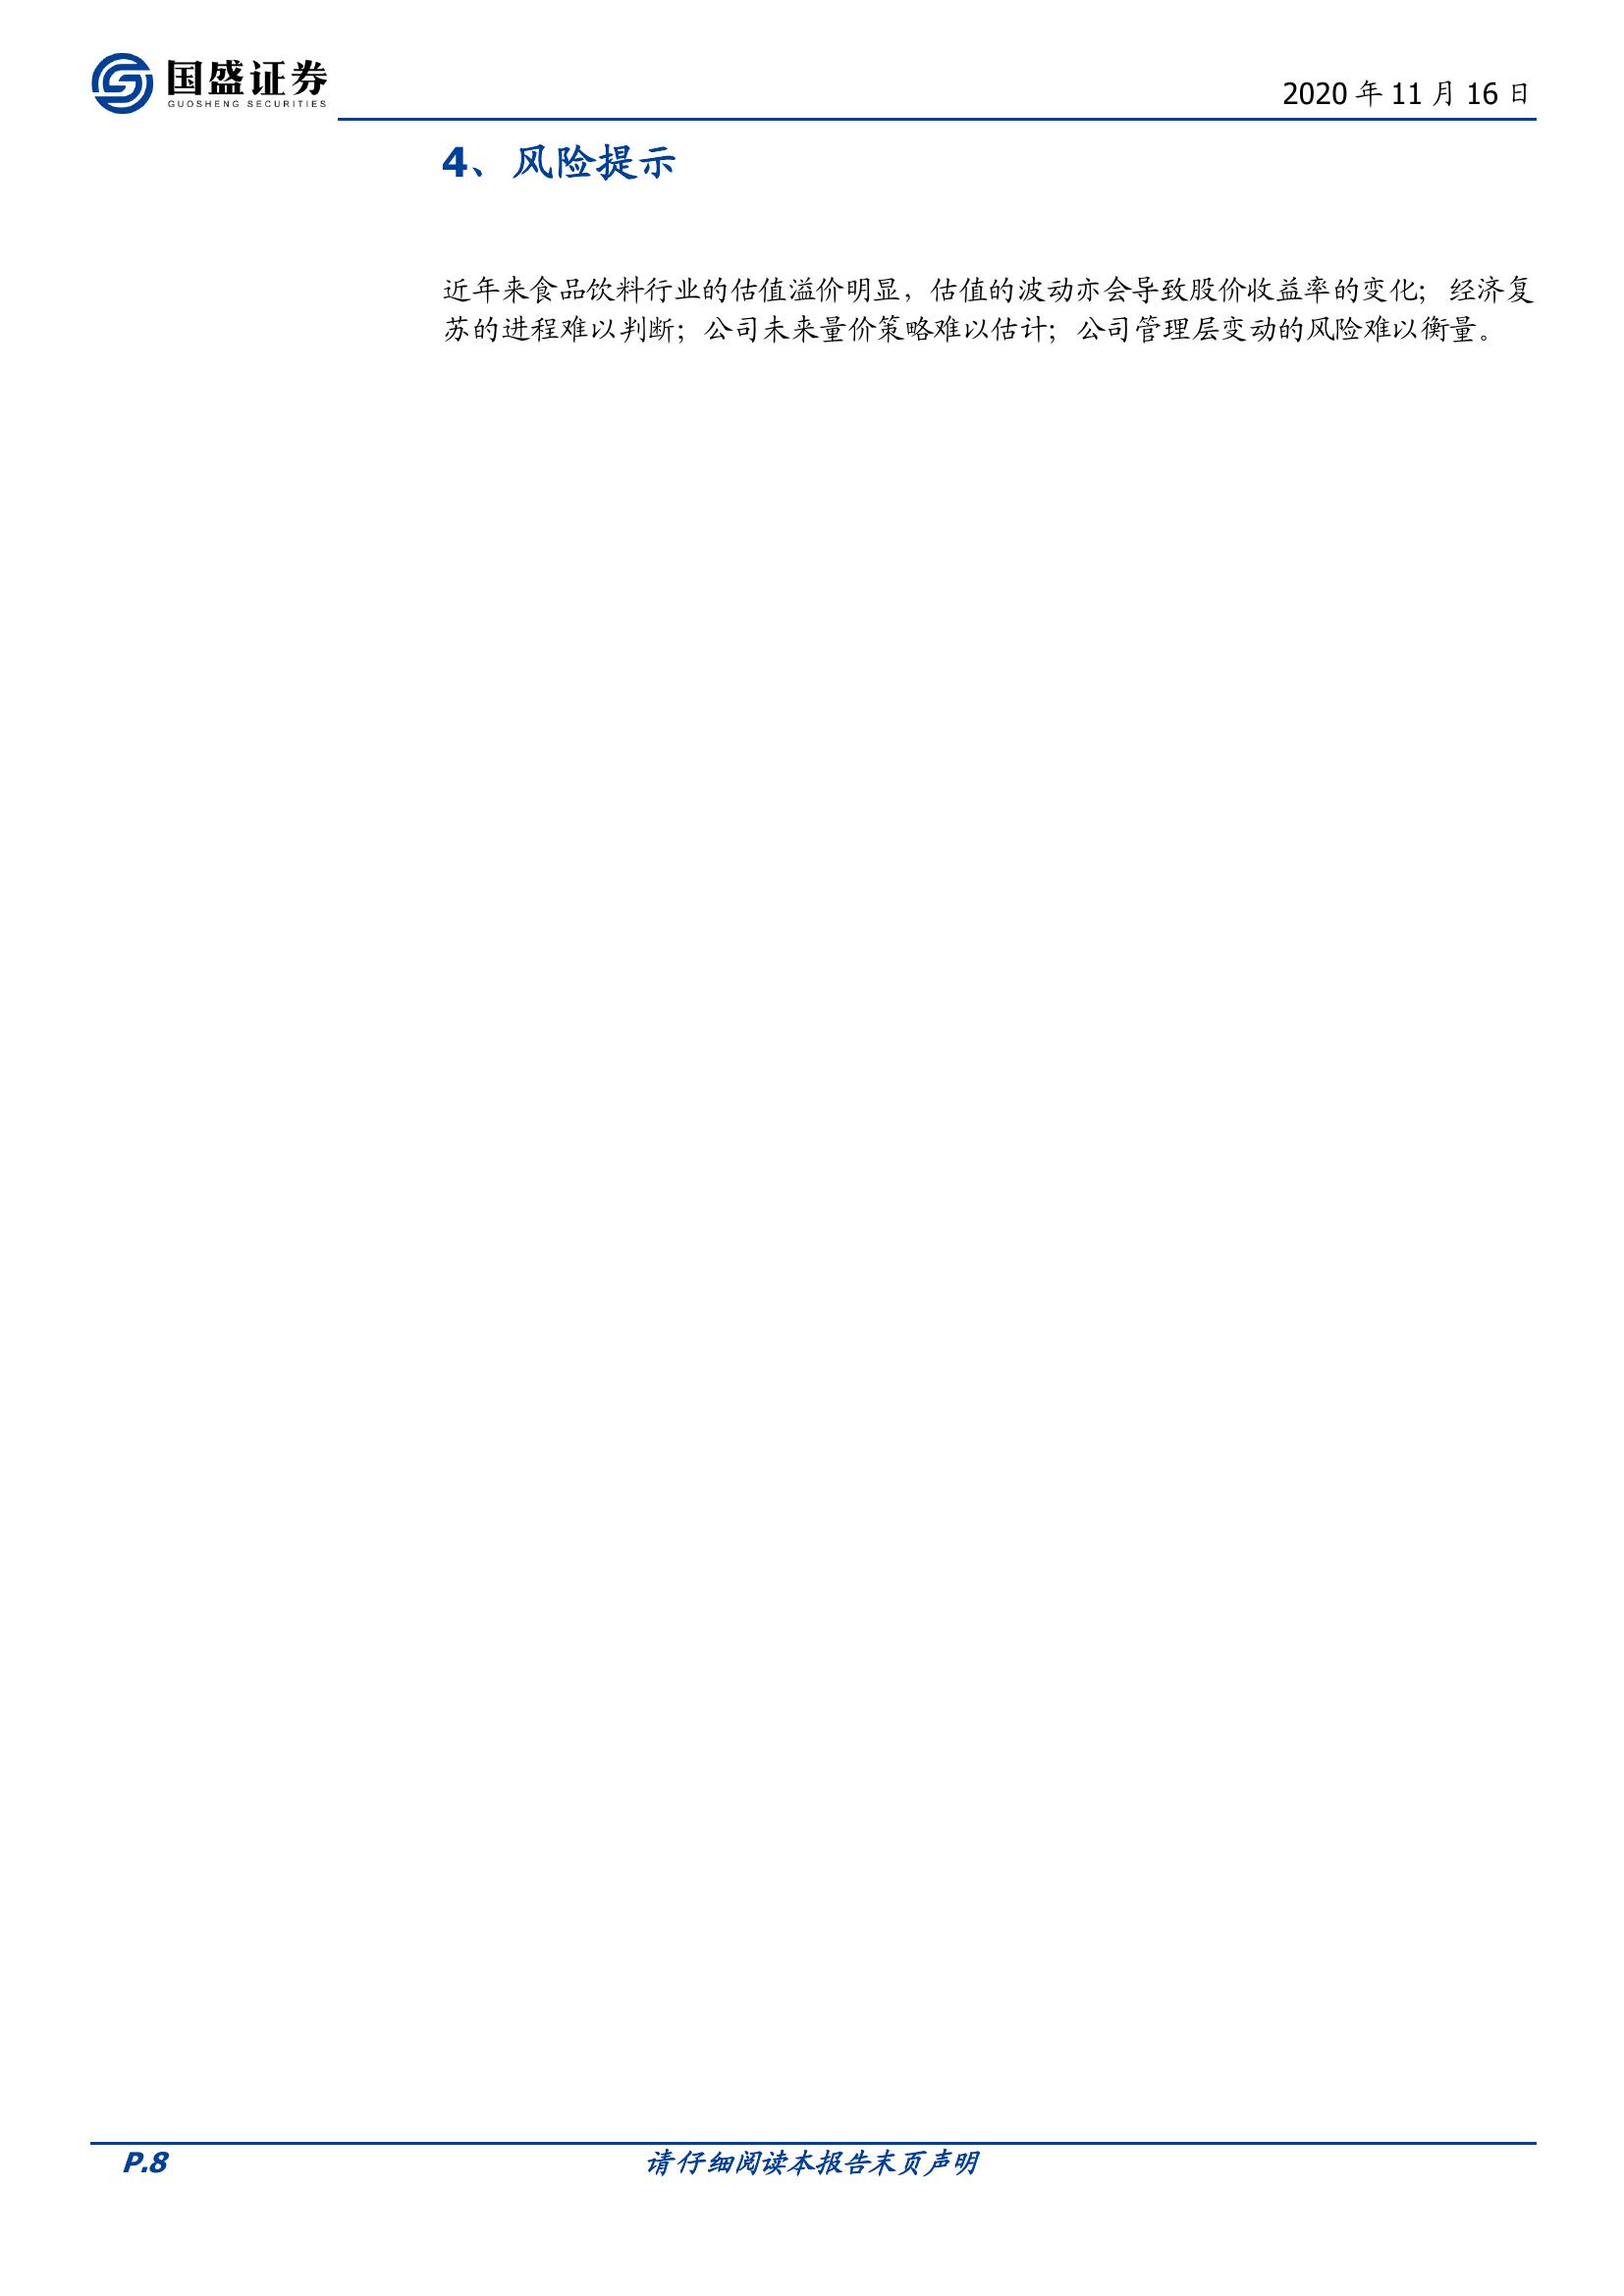 国盛证券
GUOSHENG SECURITIES
2020 年 11 月 16 日
4、风险提示
近年来食品饮料行业的估值溢价明显，估值的波动亦会导致股价收益率的变化；经济复
苏的进程难以判断；公司未来量价策略难以估计；公司管理层变动的风险难以衡量。
P.8
请仔细阅读本报告末页声明